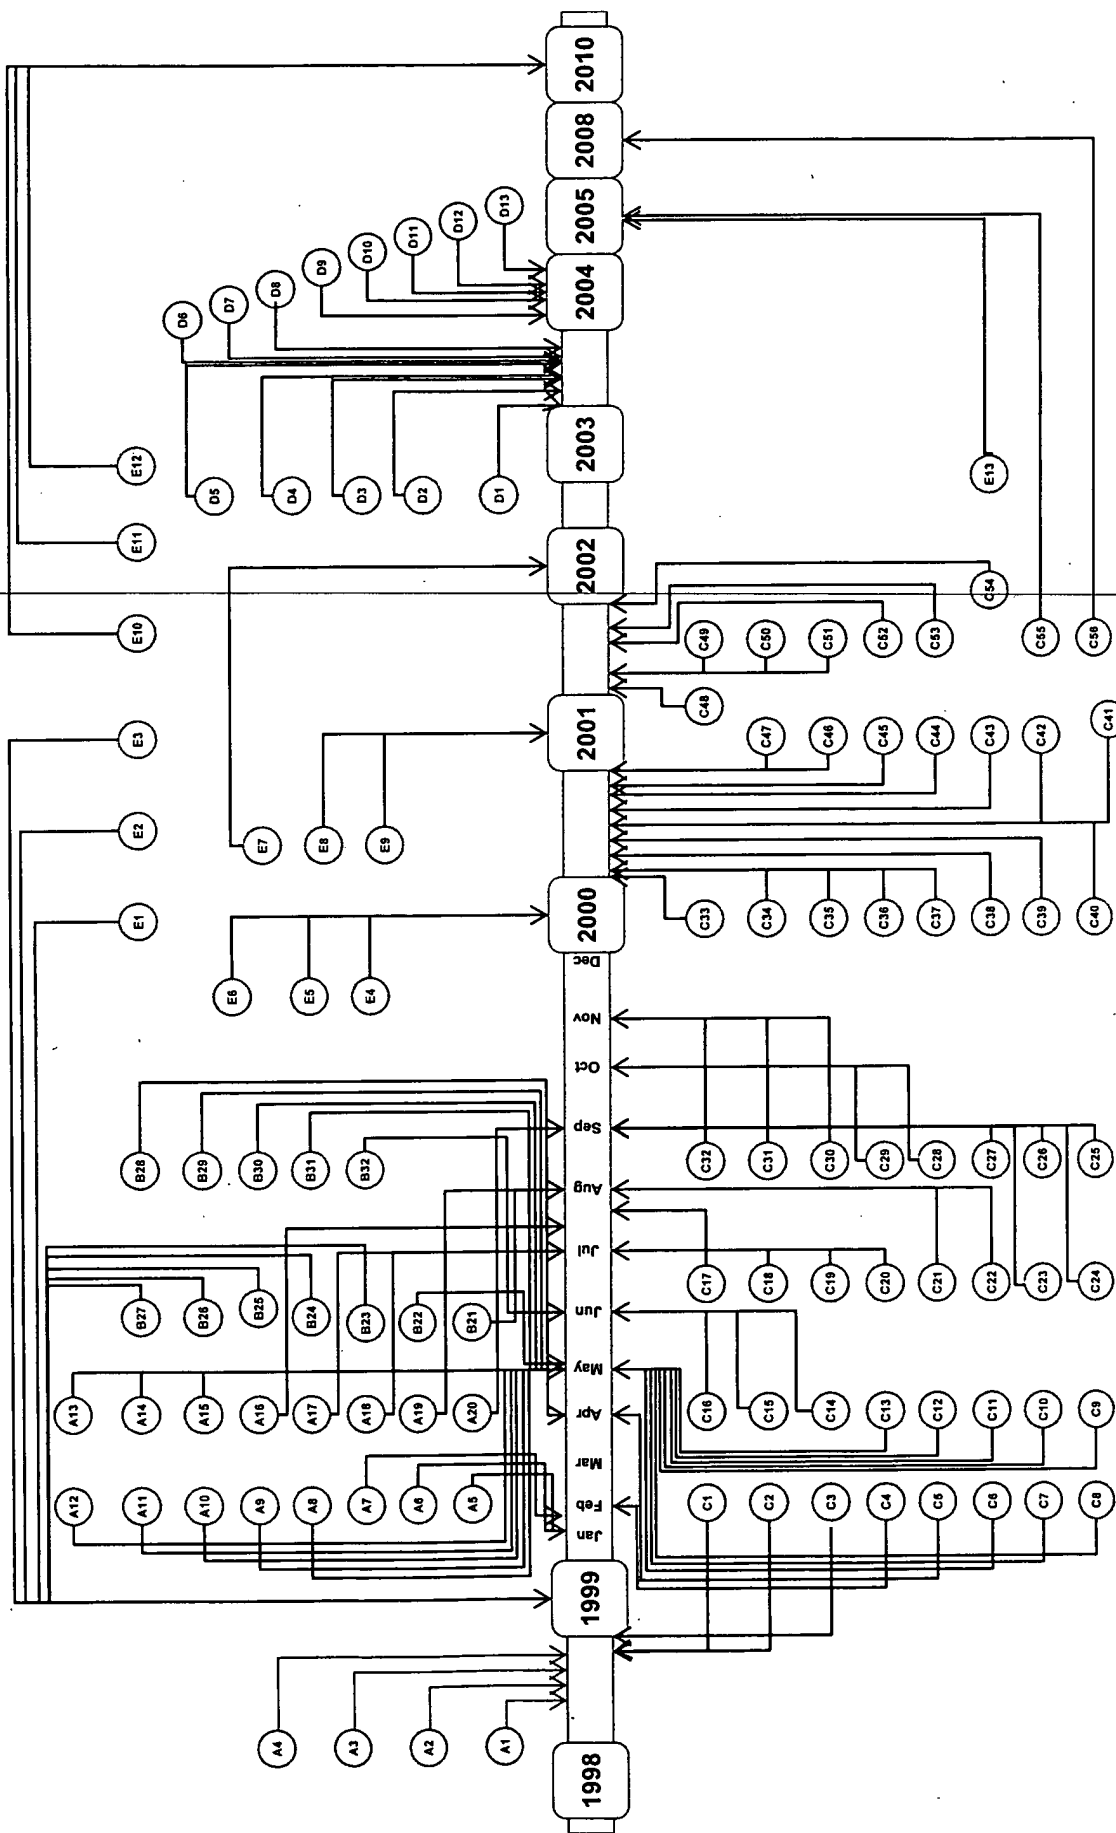 1998
1999
Jan
Feb
Mar
Apr
May
Jun
Jul
Aug
Sep
Oct
Nov
Dec
2000
2001
2002
2003
2004
2005
2008
2010
A1
A2
A3
A4
A5
A6
A7
A8
A9
A10
A11
A12
A13
A14
A15
A16
A17
A18
A19
A20
B21
B22
B23
B24
B25
B26
B27
B28
B29
B30
B31
B32
C1
C2
C3
C4
C5
C6
C7
C8
C9
C10
C11
C12
C13
C14
C15
C16
C17
C18
C19
C20
C21
C22
C23
C24
C25
C26
C27
C28
C29
C30
C31
C32
C33
C34
C35
C36
C37
C38
C39
C40
C41
C42
C43
C44
C45
C46
C47
C48
C49
C50
C51
C52
C53
C54
C55
C56
D1
D2
D3
D4
D5
D6
D7
D8
D9
D10
D11
D12
D13
E1
E2
E3
E4
E5
E6
E7
E8
E9
E10
E11
E12
E13